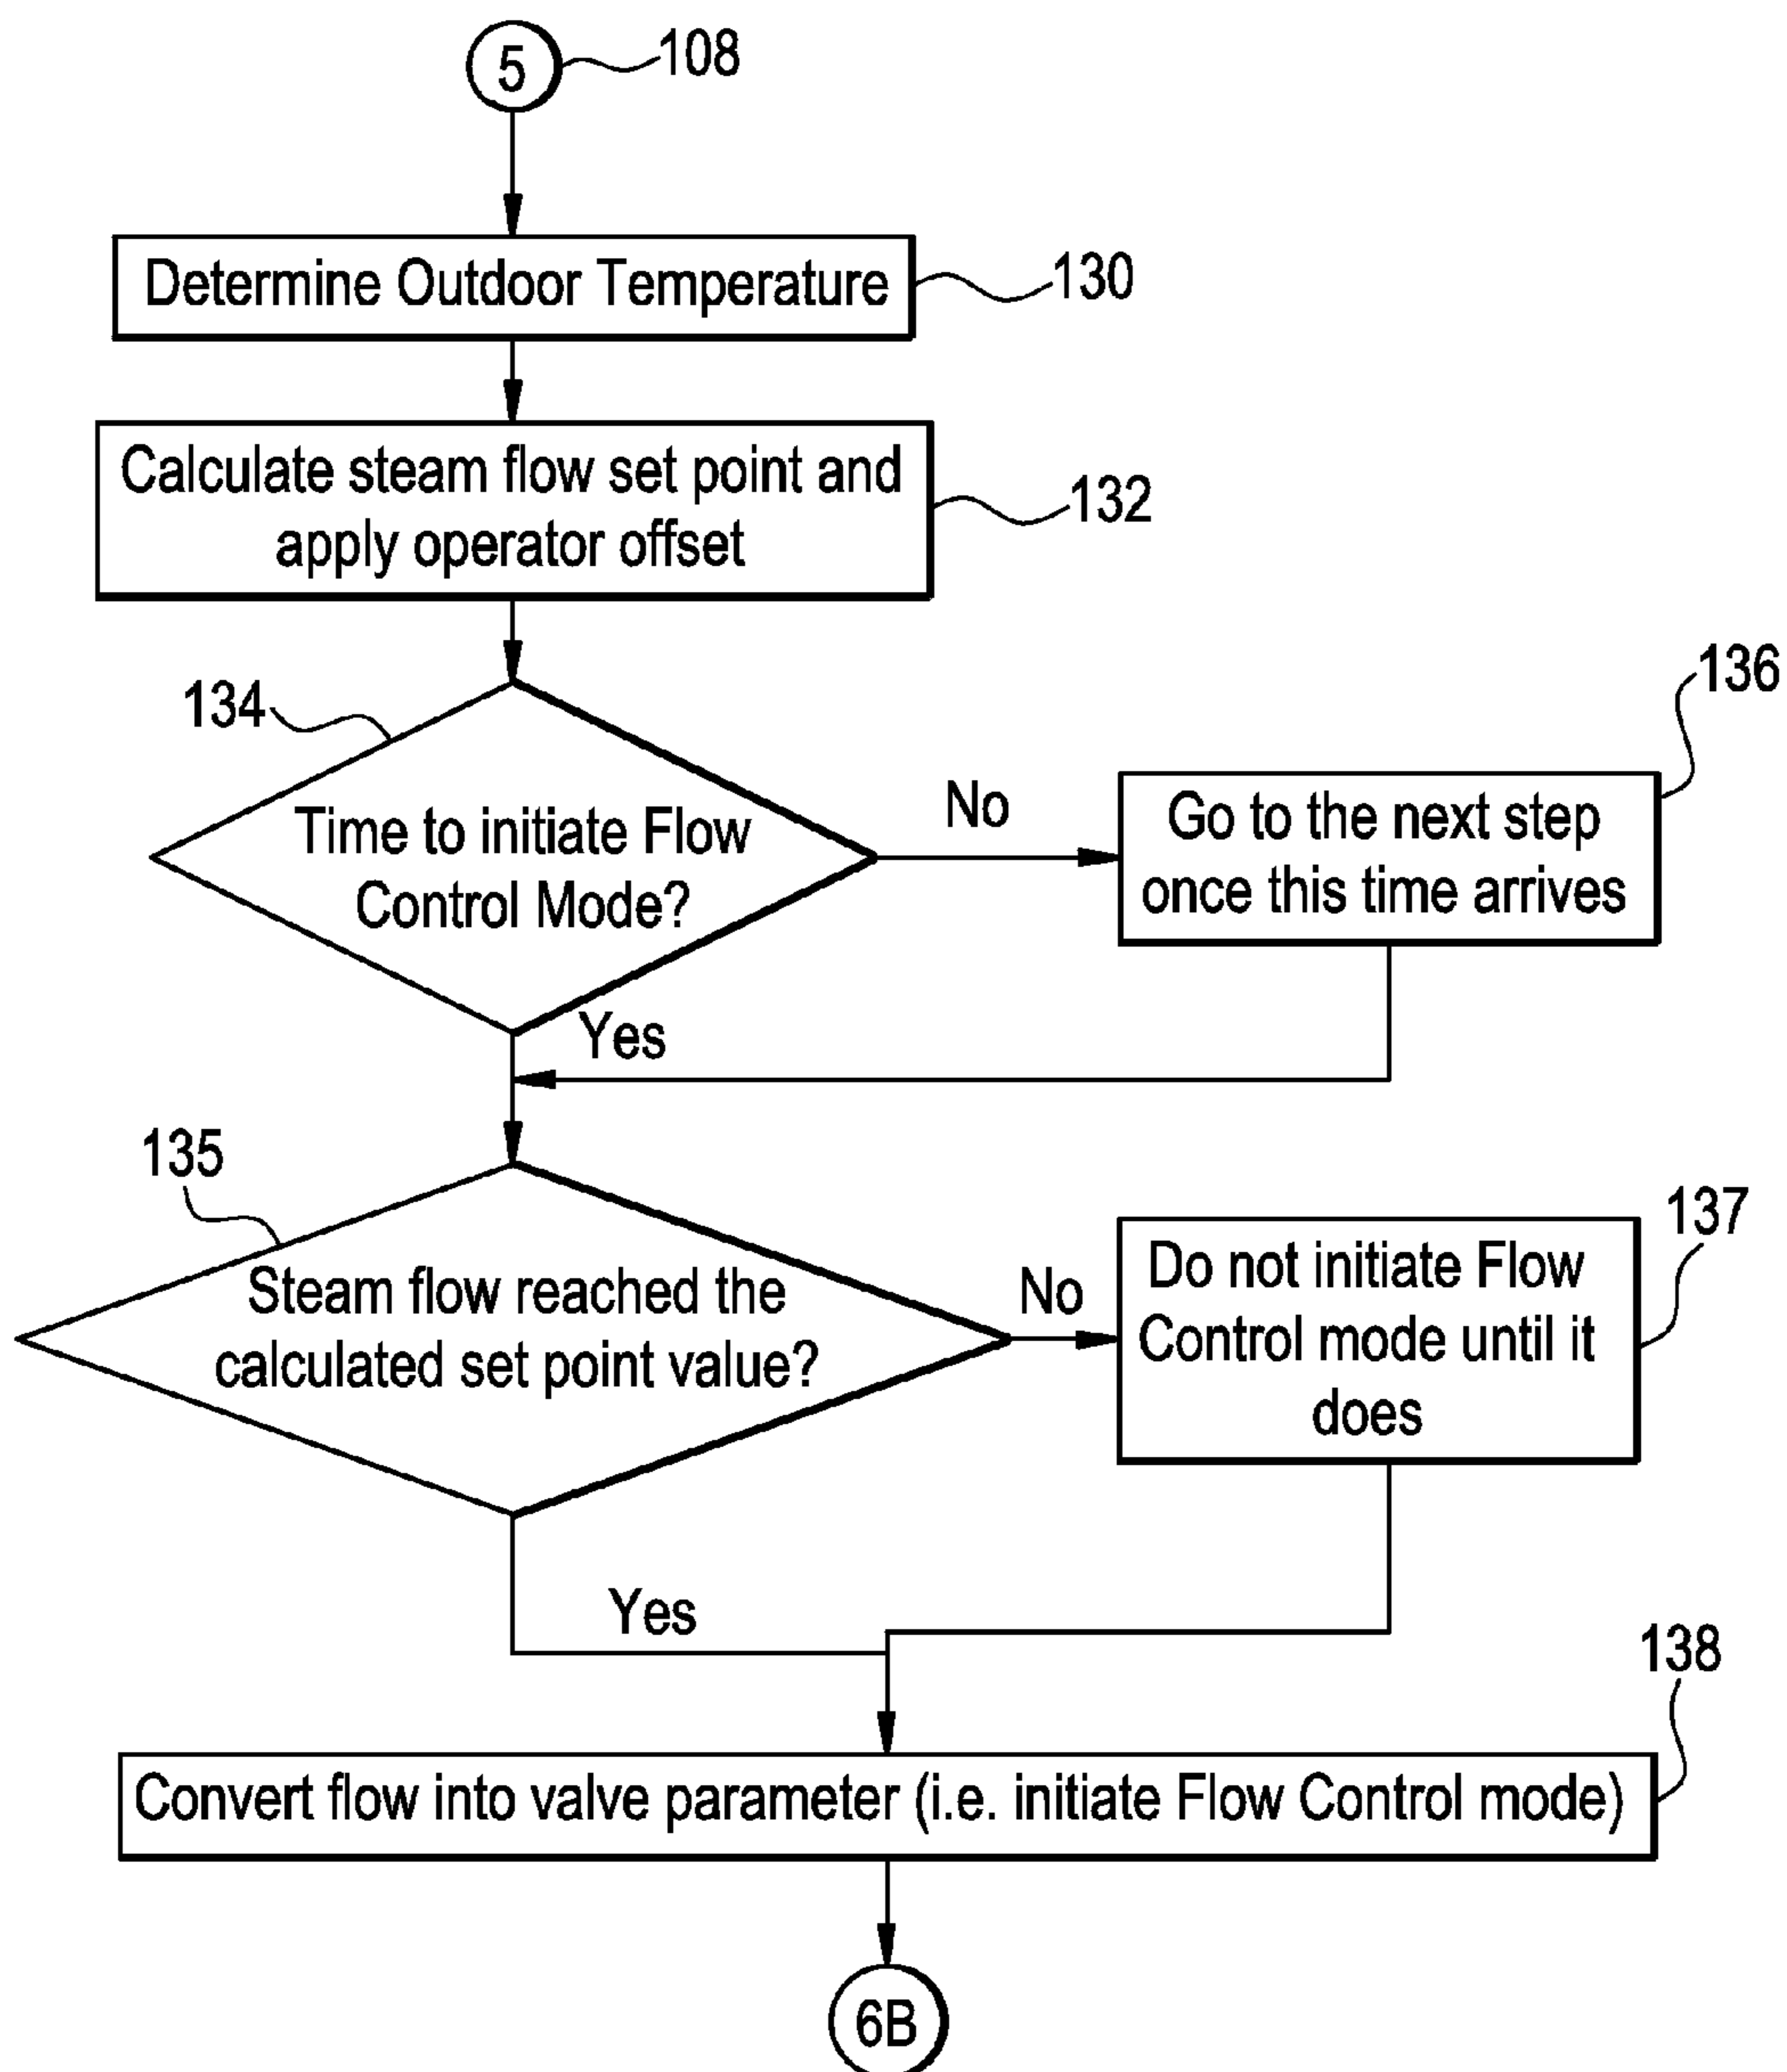 5
108
Determine Outdoor Temperature
130
Calculate steam flow set point and
apply operator offset
132
134
Time to initiate Flow
Control Mode?
No
136
Go to the next step
once this time arrives
Yes
135
Steam flow reached the
calculated set point value?
No
137
Do not initiate Flow
Control mode until it
does
Yes
138
Convert flow into valve parameter (i.e. initiate Flow Control mode)
6B